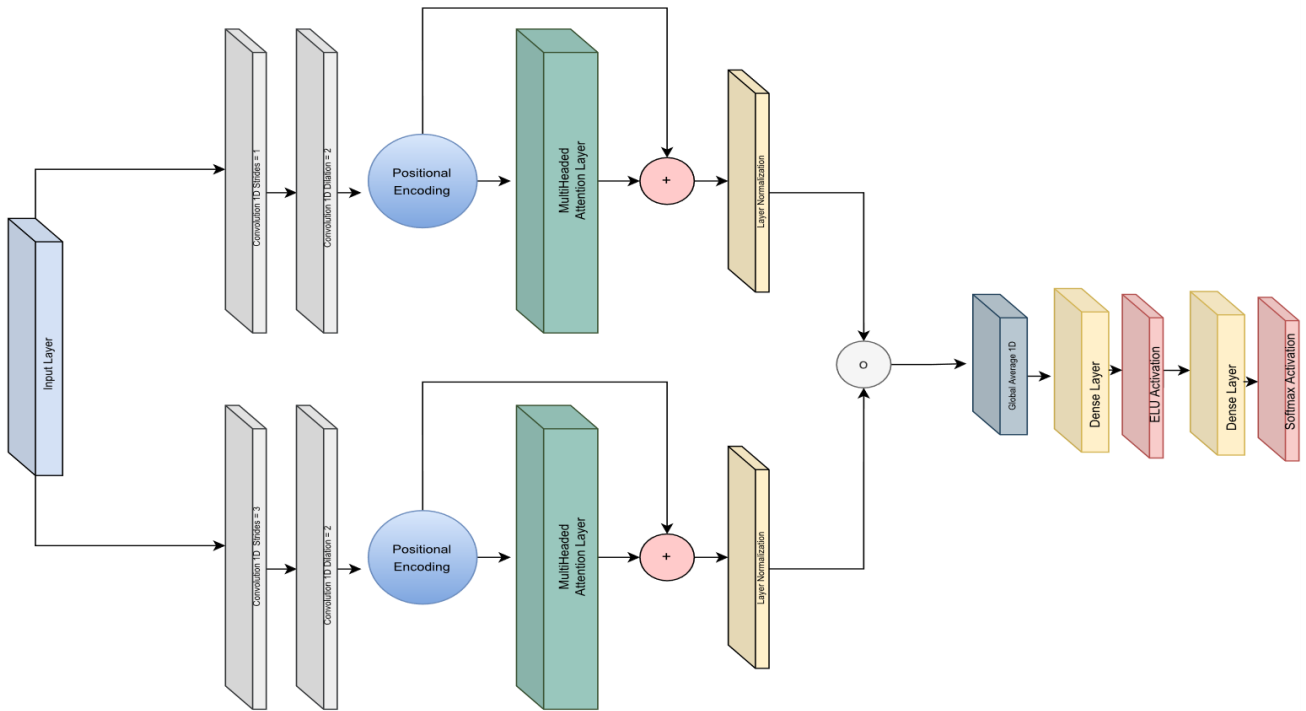 Input Layer
Convolution 1D Strides = 1
Convolution 1D Dilation = 2
Positional
Encoding
MultiHeaded
Attention Layer
+
Layer Normalization
Convolution 1D  Strides = 3
Convolution 1D Dilation = 2
Positional
Encoding
MultiHeaded
Attention Layer
+
Layer Normalization
O
Global Average 1D
Dense Layer
ELU Activation
Dense Layer
Softmax Activation